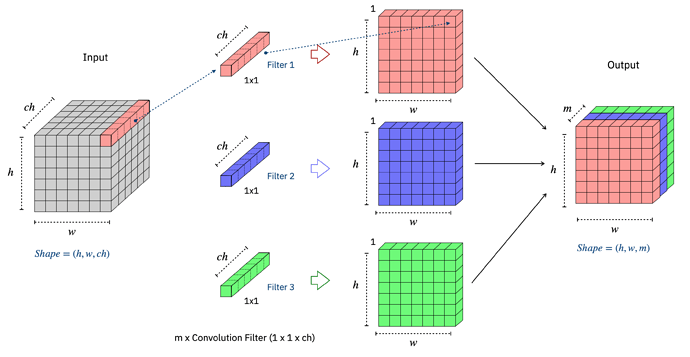 Input
ch
h
w
Shape = (h, w, ch)
ch
Filter 1
1x1
ch
Filter 2
1x1
ch
Filter 3
1x1
m x Convolution Filter (1 x 1 x ch)
1
h
w
1
h
w
1
h
w
Output
m
h
w
Shape = (h, w, m)